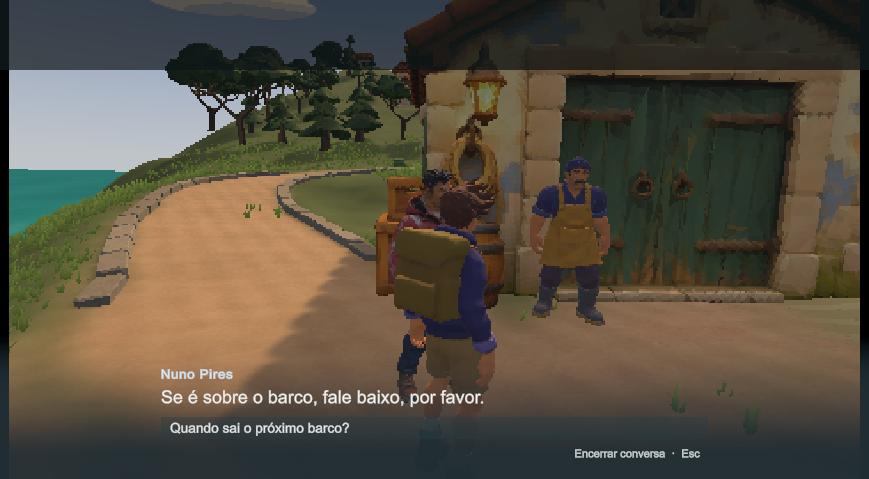 Nuno Pires
Se é sobre o barco, fale baixo, por favor.
Quando sai o próximo barco?
Encerrar conversa · Esc